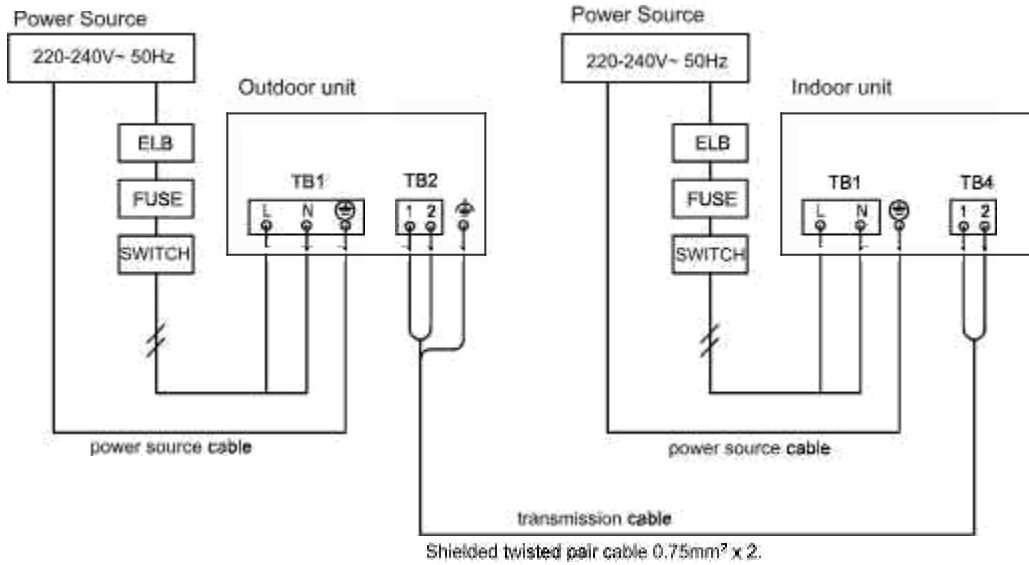 Power Source
220-240V~ 50Hz
Outdoor unit
ELB
FUSE
SWITCH
TB1
L N
TB2
1 2
power source cable
Power Source
220-240V~ 50Hz
Indoor unit
ELB
FUSE
SWITCH
TB1
L N
TB4
1 2
power source cable
transmission cable
Shielded twisted pair cable 0.75mm² x 2.